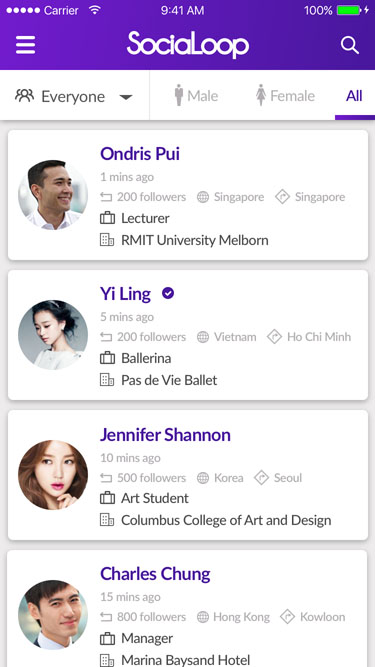 Carrier 9:41 AM 100%
SociaLoop
Everyone Male Female All
Ondris Pui
1 mins ago
200 followers Singapore Singapore
Lecturer
RMIT University Melborn
Yi Ling
5 mins ago
200 followers Vietnam Ho Chi Minh
Ballerina
Pas de Vie Ballet
Jennifer Shannon
10 mins ago
500 followers Korea Seoul
Art Student
Columbus College of Art and Design
Charles Chung
15 mins ago
800 followers Hong Kong Kowloon
Manager
Marina Baysand Hotel